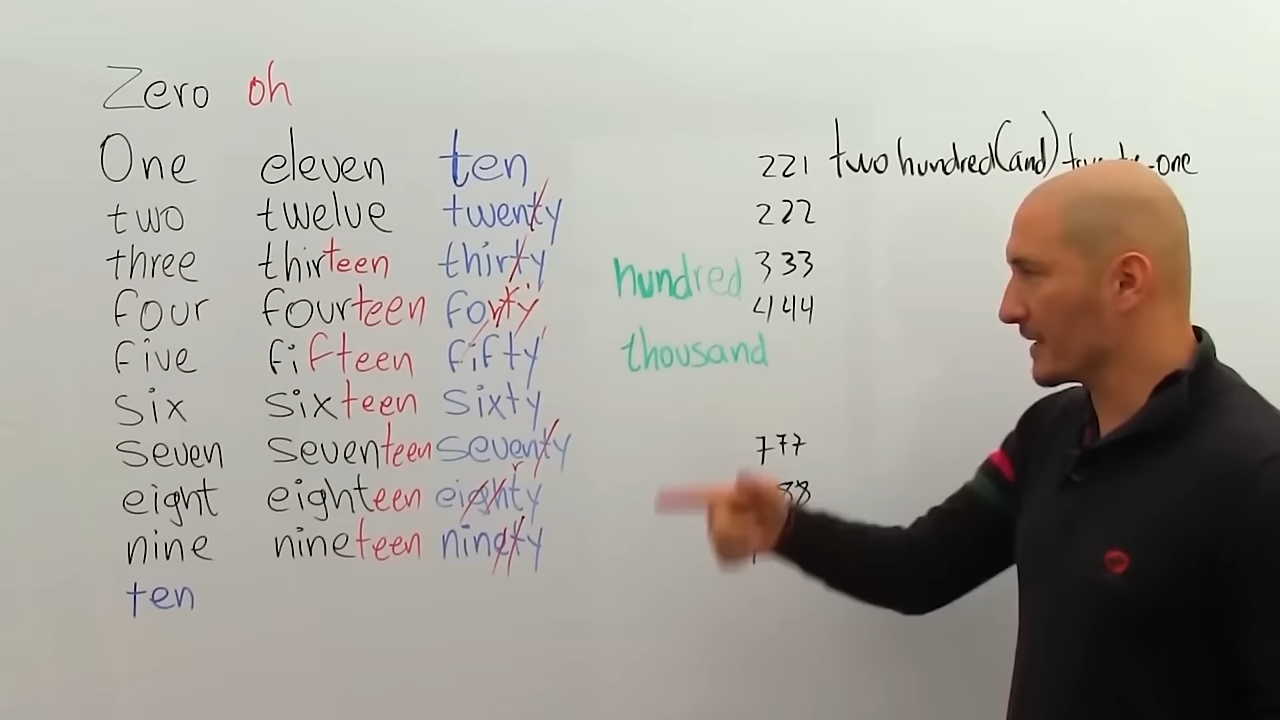 Zero oh
One eleven ten
two twelve twenty
three thirteen thirty
four fourteen forty
five fifteen fifty
six sixteen sixty
seven seventeen seventy
eight eighteen eighty
nine nineteen ninety
ten
hundred
thousand
221 two hundred (and) -one
222
333
444
777